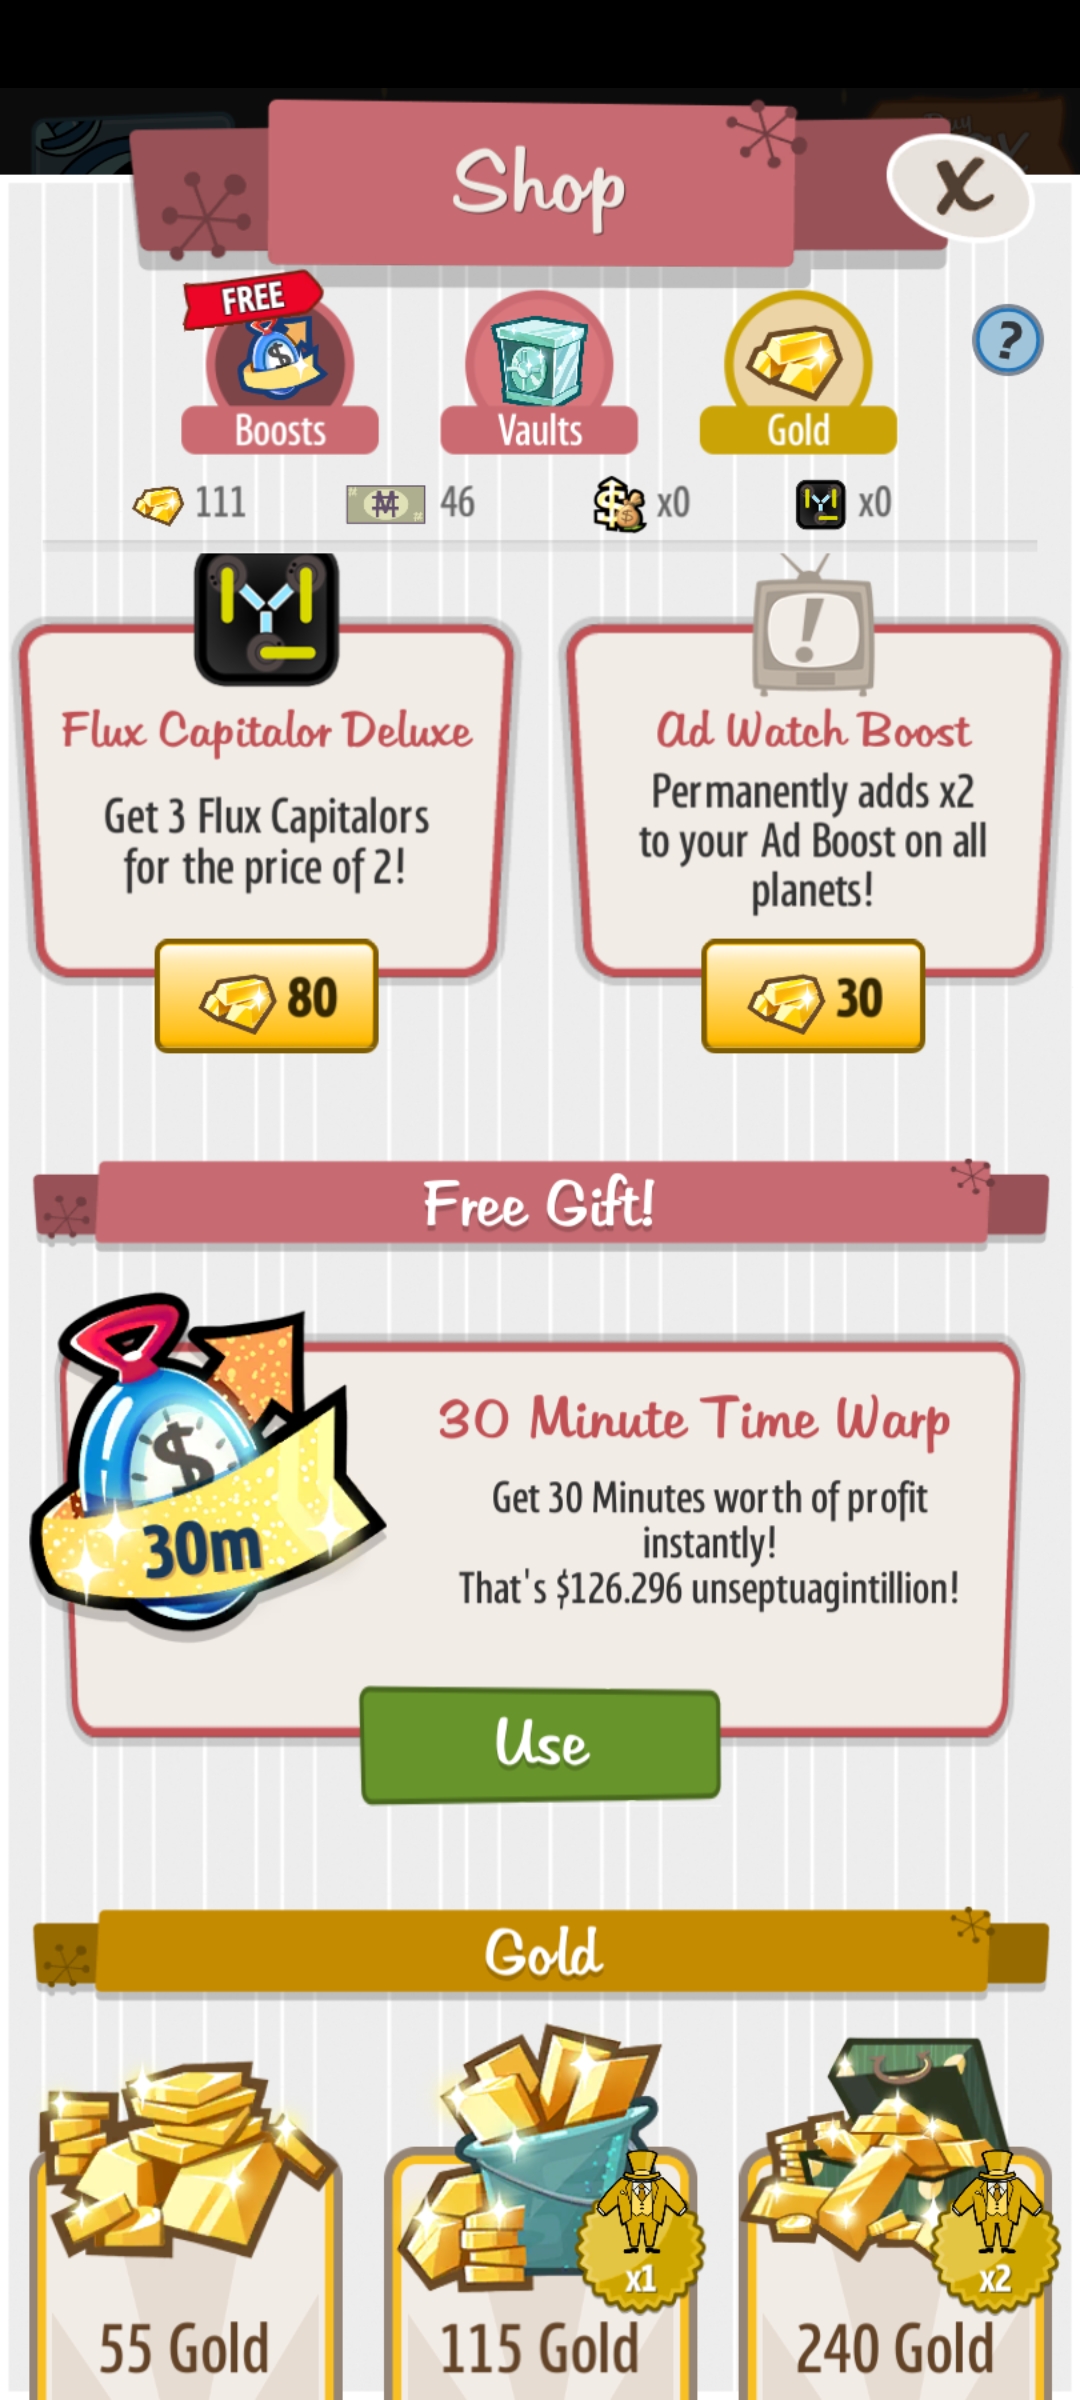 Shop
X
FREE
Boosts
Vaults
Gold
?
111
46
x0
x0
Flux Capitalor Deluxe
Get 3 Flux Capitalors
for the price of 2!
80
Ad Watch Boost
Permanently adds x2
to your Ad Boost on all
planets!
30
Free Gift!
30m
30 Minute Time Warp
Get 30 Minutes worth of profit
instantly!
That's $126.296 unseptuagintillion!
Use
Gold
x1
x2
55 Gold
115 Gold
240 Gold